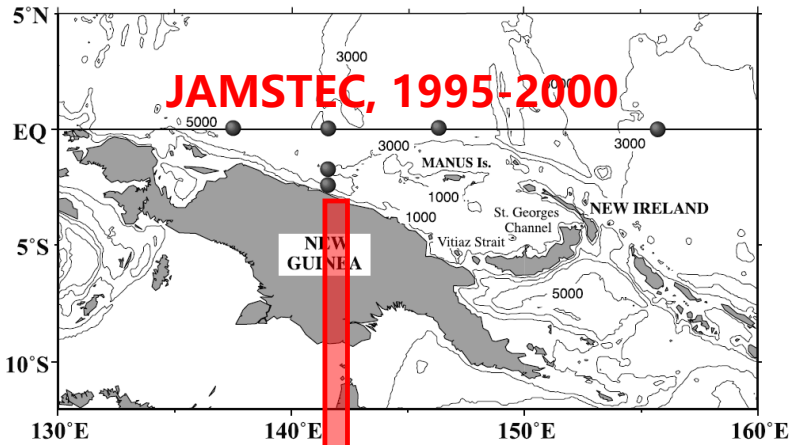 5°N
3000
3000
JAMSTEC, 1995-2000
5000
EQ
3000
3000
MANUS Is.
1000
St. Georges
Channel
NEW IRELAND
1000
Vitiaz Strait
5°S
NEW
GUINEA
5000
10°S
130°E
140°E
150°E
160°E